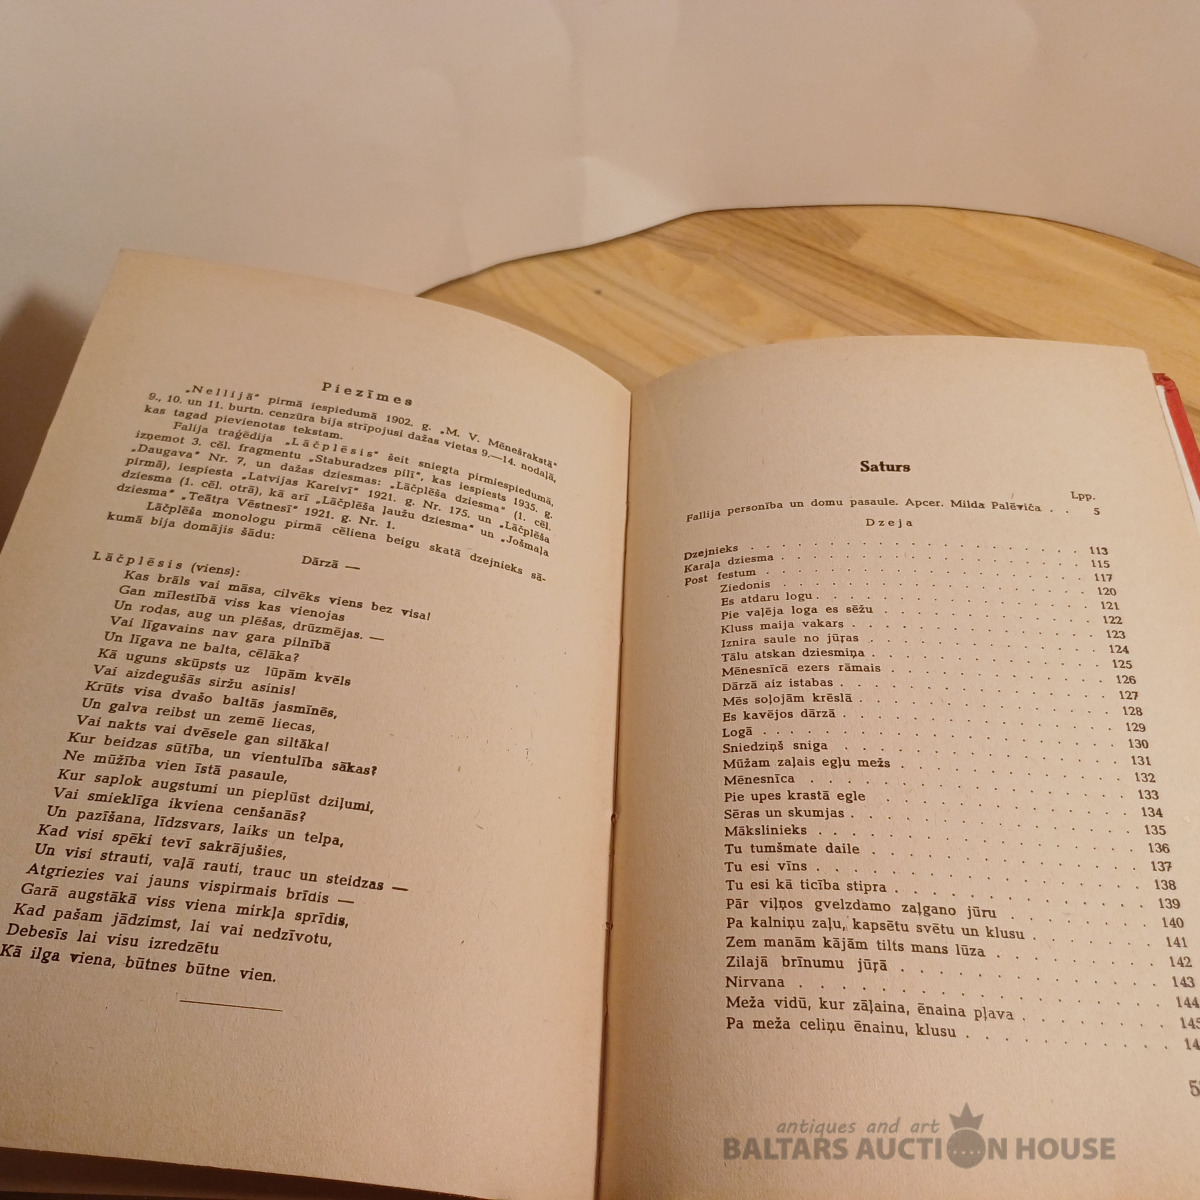 Piezīmes
„Nellijā“ pirmā iespiedumā 1902. g. „M. V. Mēnešrakstā“
9., 10. un 11. burtn. cenzūra bija strīpojusi dažas vietas 9.—14. nodaļā,
kas tagad pievienotas tekstam.
Falija traģēdija „Lāčplēsis“ šeit sniegta pirmiespiedumā,
izņemot 3. cēl. fragmentu „Staburadzes pilī“, kas iespiests 1935. g.
„Daugava“ Nr. 7, un dažas dziesmas: „Lāčplēša dziesma“ (1. cēl.
pirmā), iespiesta „Latvijas Kareivī“ 1921. g. Nr. 175. un „Lāčplēša
dziesma (1. cēl. otrā), kā arī „Lāčplēša ļaužu dziesma“ un „Jošmaļa
dziesma“ „Teātŗa Vēstnesī“ 1921. g. Nr. 1.
Lāčplēša monologu pirmā cēliena beigu skatā dzejnieks sā-
kumā bija domājis šādu:
Dārzā —
Lāčplēsis (viens):
Kas brāls vai māsa, cilvēks viens bez visa!
Gan mīlestībā viss kas vienojas
Un rodas, aug un plēšas, drūzmējas. —
Vai līgavains nav gara pilnībā
Un līgava ne balta, cēlāka?
Kā uguns skūpsts uz lūpām kvēls
Vai aizdegušās siržu asinis!
Krūts visa dvašo baltās jasmīnēs,
Un galva reibst un zemē liecas,
Vai nakts vai dvēsele gan siltāka!
Kur beidzas sūtība, un vientulība sākas?
Ne mūžība vien īstā pasaule,
Kur saplok augstumi un pieplūst dziļumi,
Vai smieklīga ikviena cenšanās?
Un pazīšana, līdzsvars, laiks un telpa,
Kad visi spēki tevī sakrājušies,
Un visi strauti, vaļā rauti, trauc un steidzas —
Atgriezies vai jauns vispirmais brīdis —
Garā augstākā viss viena mirkļa sprīdis,
Kad pašam jādzimst, lai vai nedzīvotu,
Debesīs lai visu izredzētu
Kā ilga viena, būtnes būtne vien.
Saturs
Lpp.
Fallija personība un domu pasaule. Apcer. Milda Palēviča . . 5
Dzeja
Dzejnieks . . . 113
Karaļa dziesma . . . 115
Post festum . . . 117
Ziedonis . . . 120
Es atdaru logu . . . 121
Pie vaļēja loga es sēžu . . . 122
Kluss maija vakars . . . 123
Iznira saule no jūŗas . . . 124
Tālu atskan dziesmiņa . . . 125
Mēnesnīcā ezers rāmais . . . 126
Dārzā aiz istabas . . . 127
Mēs soļojām krēslā . . . 128
Es kavējos dārzā . . . 129
Logā . . . 130
Sniedziņš sniga . . . 131
Mūžam zaļais egļu mežs . . . 132
Mēnesnīca . . . 133
Pie upes krastā egle . . . 134
Sēras un skumjas . . . 135
Mākslinieks . . . 136
Tu tumšmate daile . . . 137
Tu esi vīns . . . 138
Tu esi kā ticība stipra . . . 139
Pār viļņos gvelzdamo zaļgano jūru . . . 140
Pa kalniņu zaļu, kapsētu svētu un klusu . . . 141
Zem manām kājām tilts mans lūza . . . 142
Zilajā brīnumu jūŗā . . . 143
Nirvana . . . 144
Meža vidū, kur zāļaina, ēnaina pļava . . . 145
Pa meža celiņu ēnainu, klusu . . .
antiques and art
BALTARS AUCTION HOUSE